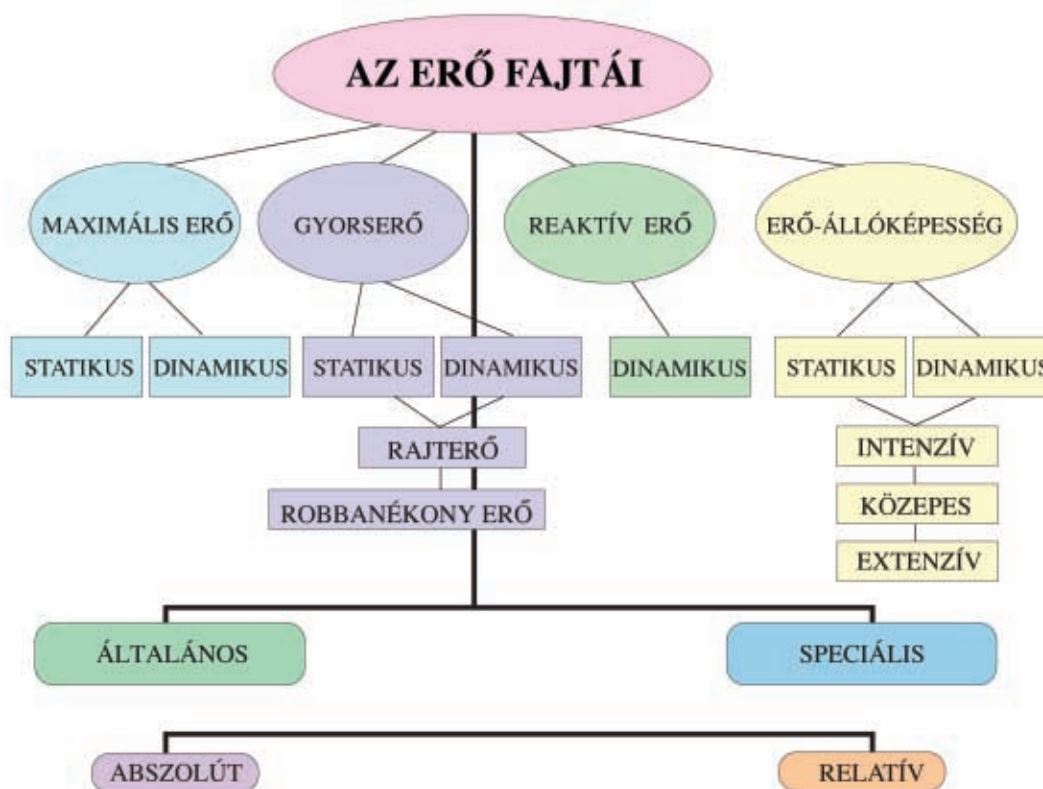 AZ ERŐ FAJTÁI
MAXIMÁLIS ERŐ
GYORSERŐ
REAKTÍV ERŐ
ERŐ-ÁLLÓKÉPESSÉG
STATIKUS
DINAMIKUS
STATIKUS
DINAMIKUS
DINAMIKUS
STATIKUS
DINAMIKUS
RAJTERŐ
ROBBANÉKONY ERŐ
INTENZÍV
KÖZEPES
EXTENZÍV
ÁLTALÁNOS
SPECIÁLIS
ABSZOLÚT
RELATÍV